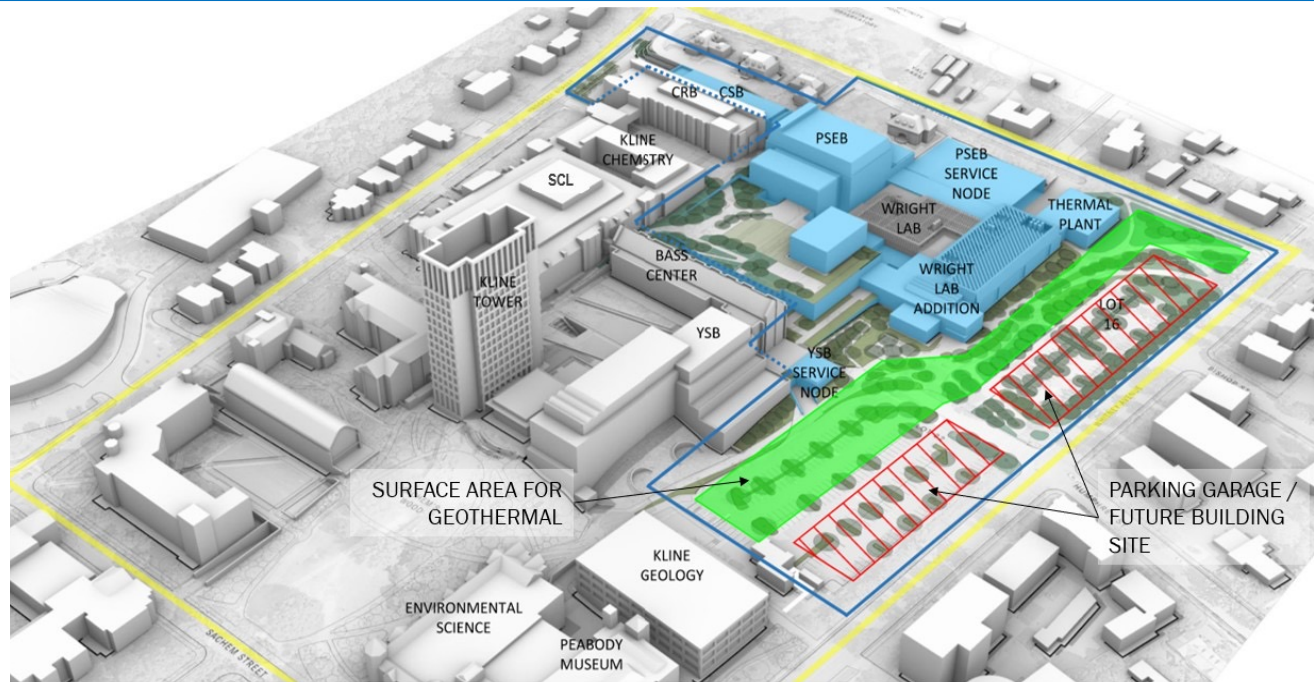 CRB
CSB
KLINE
CHEMSTRY
PSEB
PSEB
SERVICE
NODE
SCL
WRIGHT
LAB
THERMAL
PLANT
BASS
CENTER
KLINE
TOWER
WRIGHT
LAB
ADDITION
LOT
16
YSB
YSB
SERVICE
NODE
SURFACE AREA FOR
GEOTHERMAL
PARKING GARAGE /
FUTURE BUILDING
SITE
KLINE
GEOLOGY
ENVIRONMENTAL
SCIENCE
PEABODY
MUSEUM
SACHEM STREET